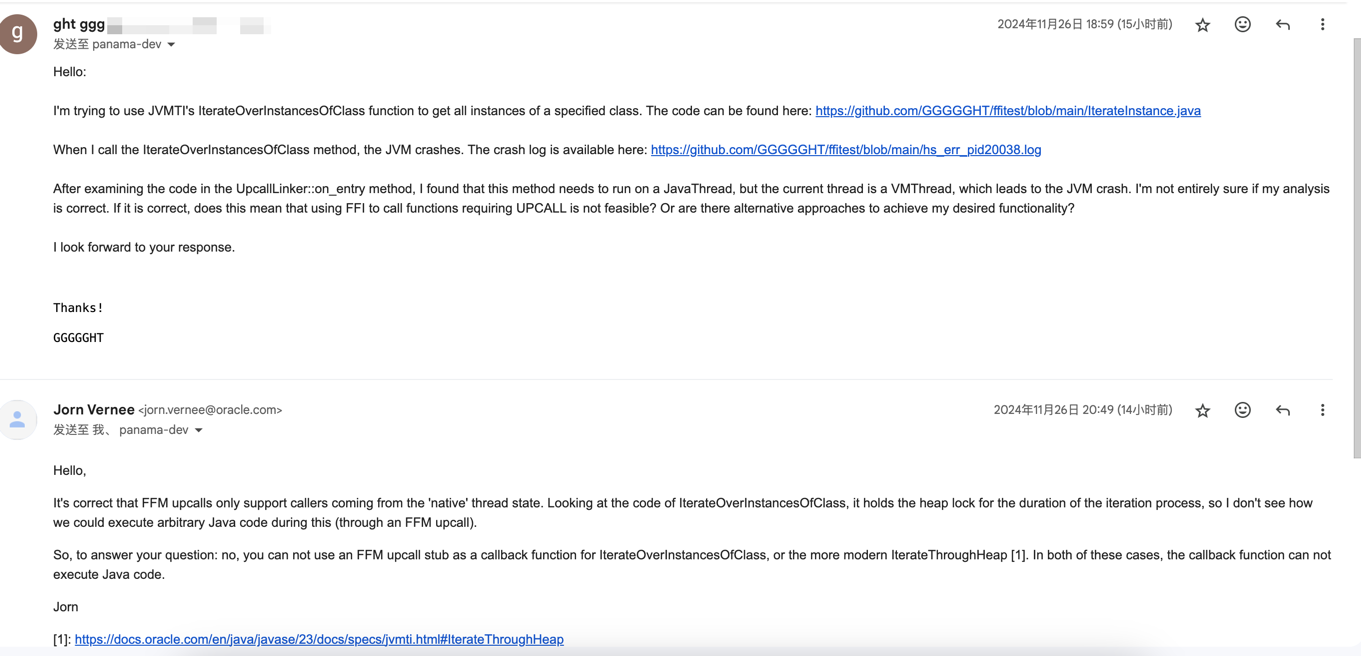 g
ght ggg
2024年11月26日 18:59 (15小时前)
发送至 panama-dev
Hello:
I'm trying to use JVMTI's IterateOverInstancesOfClass function to get all instances of a specified class. The code can be found here: https://github.com/GGGGGHT/ffitest/blob/main/IterateInstance.java
When I call the IterateOverInstancesOfClass method, the JVM crashes. The crash log is available here: https://github.com/GGGGGHT/ffitest/blob/main/hs_err_pid20038.log
After examining the code in the UpcallLinker::on_entry method, I found that this method needs to run on a JavaThread, but the current thread is a VMThread, which leads to the JVM crash. I'm not entirely sure if my analysis
is correct. If it is correct, does this mean that using FFI to call functions requiring UPCALL is not feasible? Or are there alternative approaches to achieve my desired functionality?
I look forward to your response.
Thanks!
GGGGGHT
Jorn Vernee <jorn.vernee@oracle.com>
2024年11月26日 20:49 (14小时前)
发送至 我、 panama-dev
Hello,
It's correct that FFM upcalls only support callers coming from the 'native' thread state. Looking at the code of IterateOverInstancesOfClass, it holds the heap lock for the duration of the iteration process, so I don't see how
we could execute arbitrary Java code during this (through an FFM upcall).
So, to answer your question: no, you can not use an FFM upcall stub as a callback function for IterateOverInstancesOfClass, or the more modern IterateThroughHeap [1]. In both of these cases, the callback function can not
execute Java code.
Jorn
[1]: https://docs.oracle.com/en/java/javase/23/docs/specs/jvmti.html#IterateThroughHeap